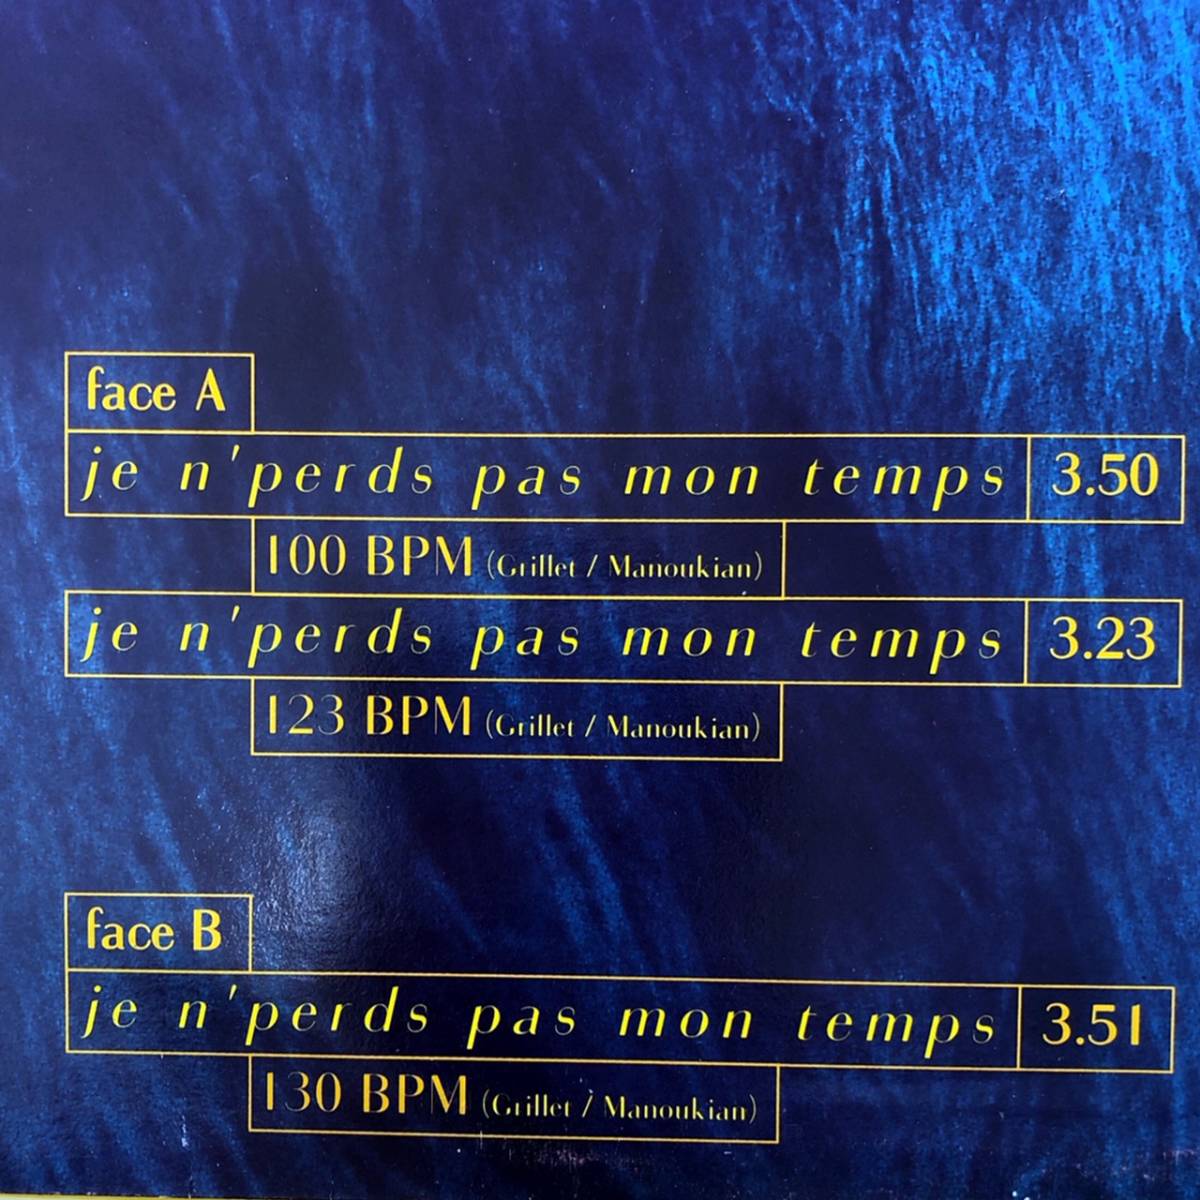 face A
je n'perds pas mon temps 3.50
100 BPM (Grillet / Manoukian)
je n'perds pas mon temps 3.23
123 BPM (Grillet / Manoukian)
face B
je n'perds pas mon temps 3.51
130 BPM (Grillet / Manoukian)